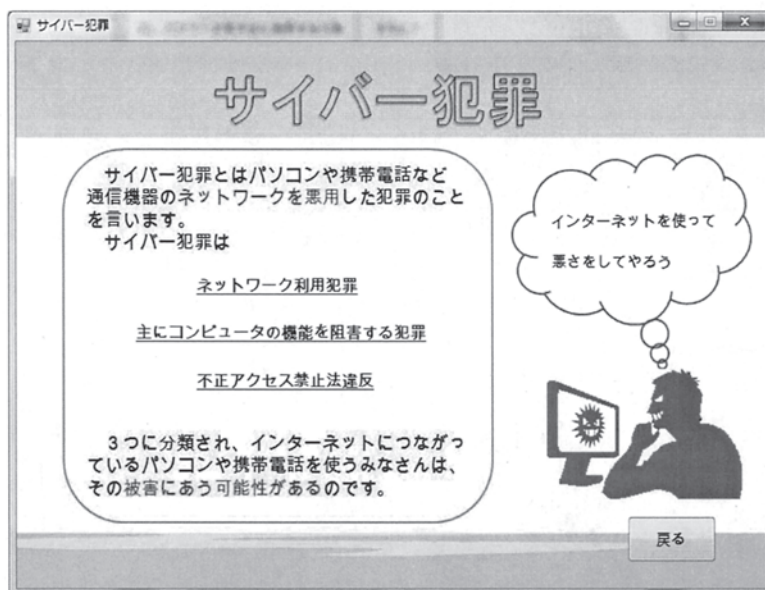 サイバー犯罪
サイバー犯罪
サイバー犯罪とはパソコンや携帯電話など
通信機器のネットワークを悪用した犯罪のこと
を言います。
サイバー犯罪は
ネットワーク利用犯罪
主にコンピュータの機能を阻害する犯罪
不正アクセス禁止法違反
3つに分類され、インターネットにつながっ
ているパソコンや携帯電話を使うみなさんは、
その被害にあう可能性があるのです。
インターネットを使って
悪さをしてやろう
戻る